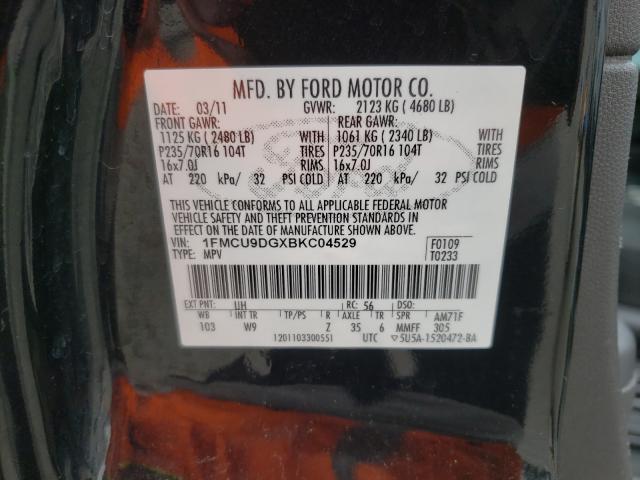 MFD. BY FORD MOTOR CO.
DATE: 03/11 GVWR: 2123 KG ( 4680 LB)
FRONT GAWR: REAR GAWR:
1125 KG ( 2480 LB) WITH 1061 KG ( 2340 LB) WITH
P235/70R16 104T TIRES P235/70R16 104T TIRES
16x7.0J RIMS 16x7.0J RIMS
AT 220 kPa/ 32 PSI COLD AT 220 kPa/ 32 PSI COLD
THIS VEHICLE CONFORMS TO ALL APPLICABLE FEDERAL MOTOR
VEHICLE SAFETY AND THEFT PREVENTION STANDARDS IN
EFFECT ON THE DATE OF MANUFACTURE SHOWN ABOVE.
VIN: 1FMCU9DGXBKC04529 F0109
TYPE: MPV T0233
EXT PNT: UH RC: 56 DSO:
WB INT TR TP/PS R AXLE TR SPR AM71F
103 W9 Z 35 6 MMFF 305
1201103300551 UTC ▽5U5A-1520472-BA